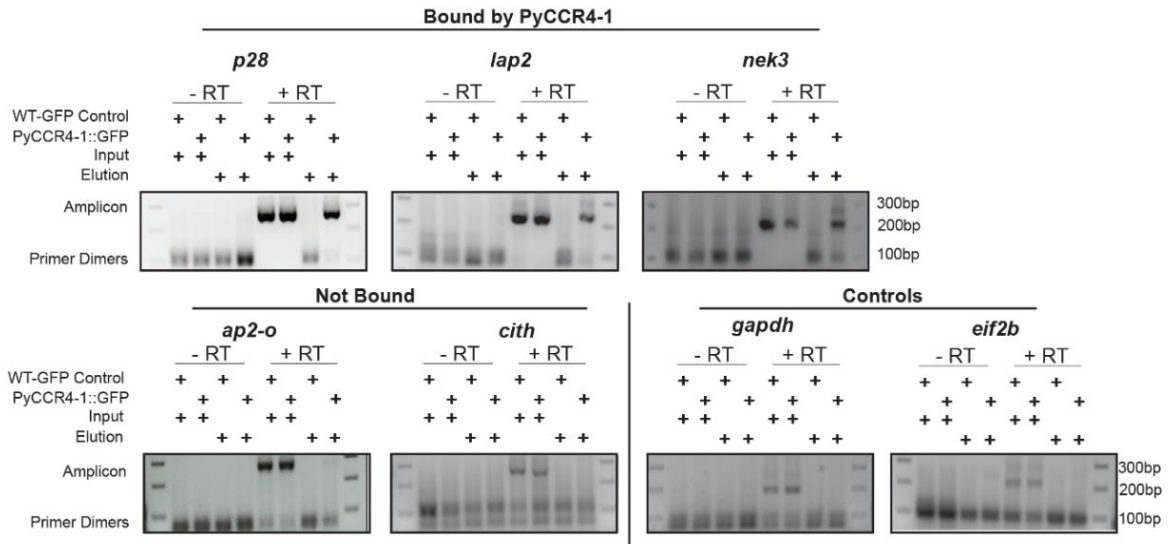 Bound by PyCCR4-1
p28 lap2 nek3
- RT + RT - RT + RT - RT + RT
WT-GFP Control + + + + + + + + + + + +
PyCCR4-1::GFP + + + + + + + + + + + +
Input + + + + + + + + + + + +
Elution + + + + + + + + + + + +
Amplicon 300bp
200bp
Primer Dimers 100bp
Not Bound Controls
ap2-o cith gapdh eif2b
- RT + RT - RT + RT - RT + RT - RT + RT
WT-GFP Control + + + + + + + + + + + + + + + +
PyCCR4-1::GFP + + + + + + + + + + + + + + + +
Input + + + + + + + + + + + + + + + +
Elution + + + + + + + + + + + + + + + +
Amplicon 300bp
200bp
Primer Dimers 100bp